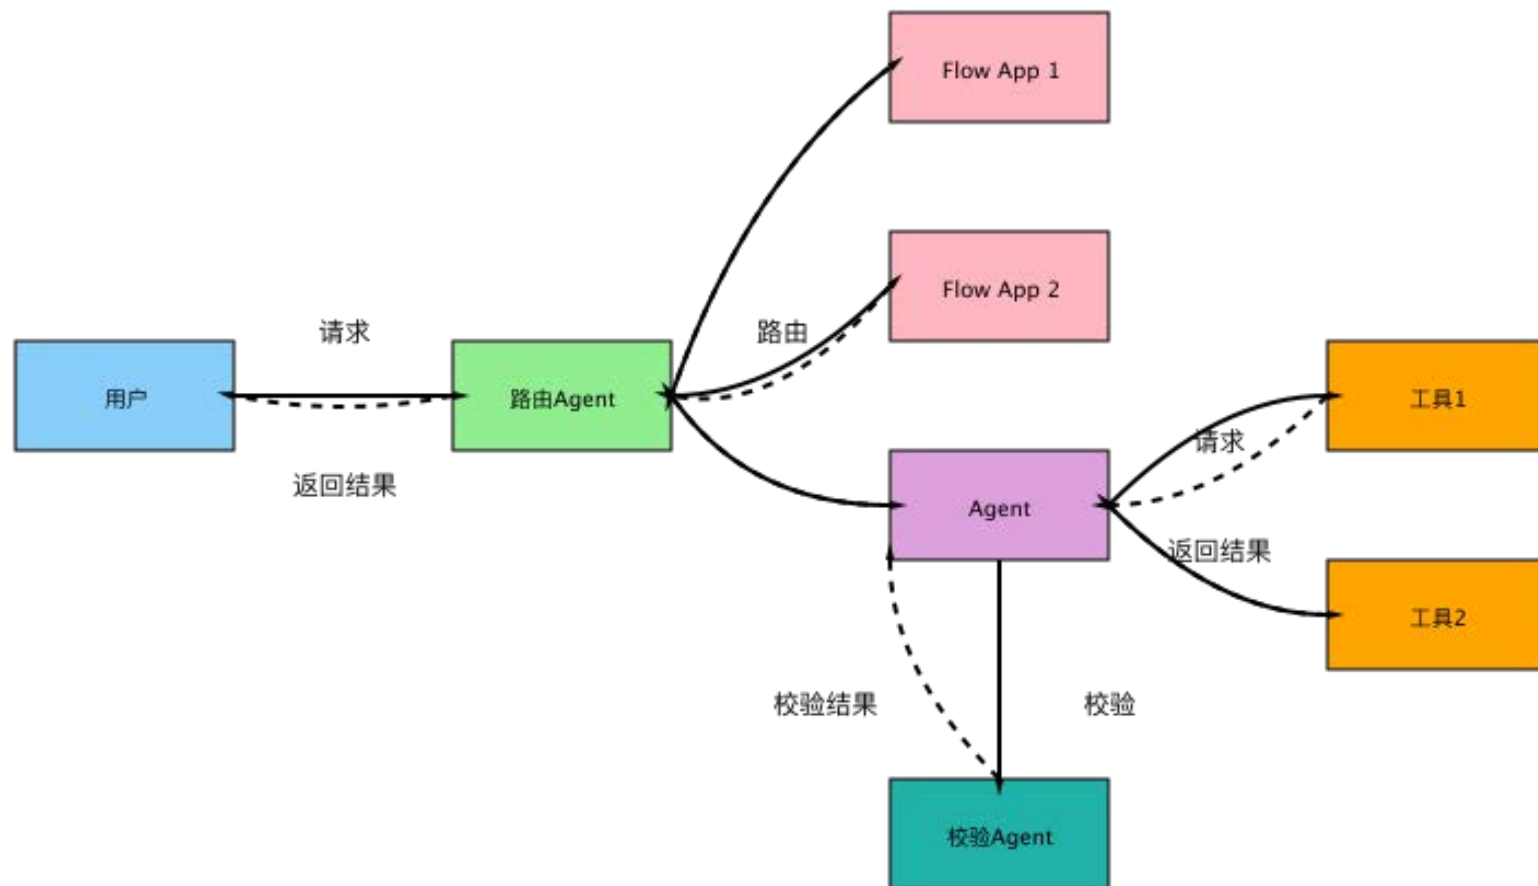 Flow App 1
Flow App 2
请求
路由
用户
路由Agent
工具1
请求
返回结果
Agent
返回结果
工具2
校验结果
校验
校验Agent